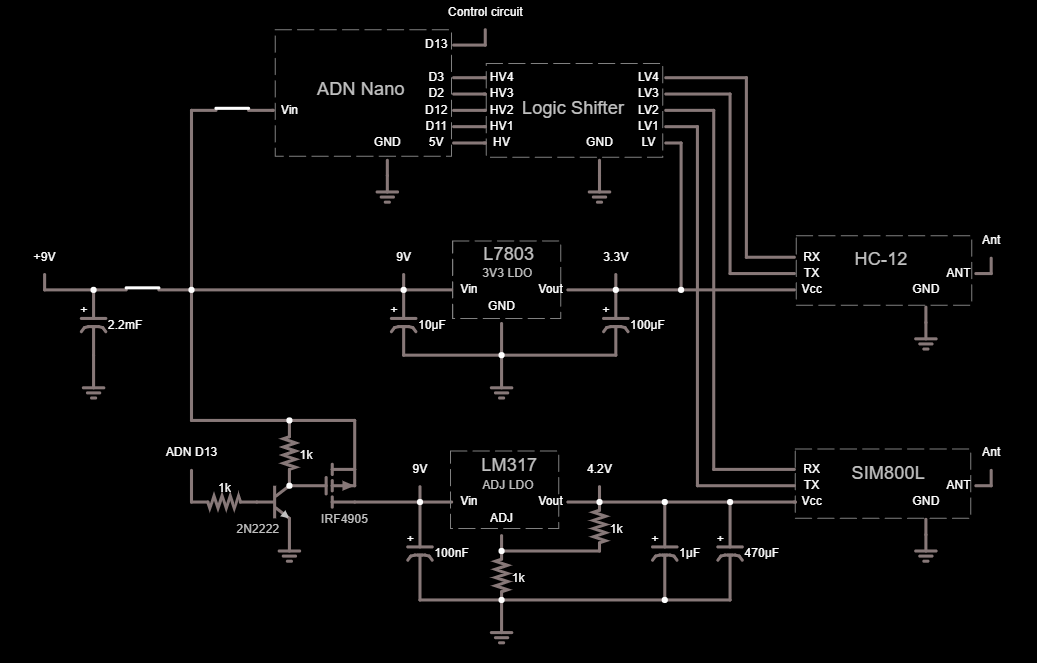 Control circuit
D13
ADN Nano
D3 HV4 LV4
D2 HV3 LV3
Vin D12 HV2 Logic Shifter LV2
D11 HV1 LV1
GND 5V HV GND LV
+9V 9V L7803 3.3V
3V3 LDO
Vin Vout
GND
+ 2.2mF
+ 10µF
+ 100µF
Ant
RX HC-12
TX ANT
Vcc GND
ADN D13
1k
1k
2N2222
IRF4905
9V LM317 4.2V
ADJ LDO
Vin Vout
ADJ
1k
+ 100nF
1k
+ 1µF
+ 470µF
Ant
RX SIM800L
TX ANT
Vcc GND